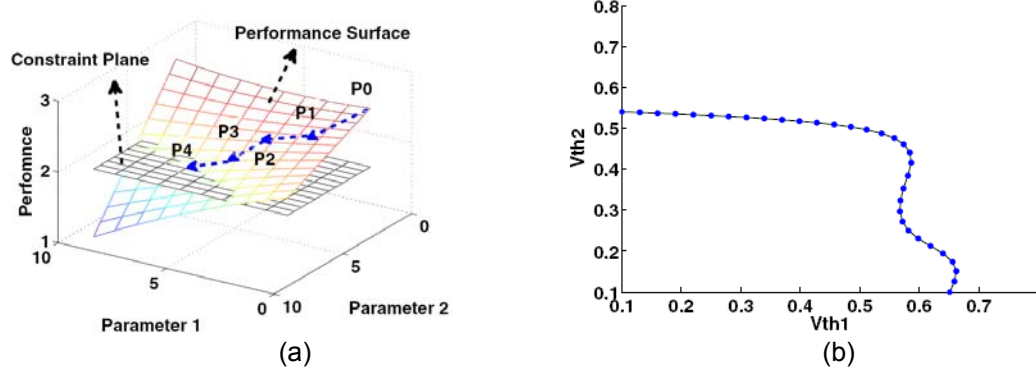 Performance Surface
Constraint Plane
P0
P1
P3
P2
P4
3
2
1
Perfomnce
10
5
0
Parameter 1
10
5
0
Parameter 2
(a)
0.8
0.7
0.6
0.5
0.4
0.3
0.2
0.1
Vth2
0.1 0.2 0.3 0.4 0.5 0.6 0.7
Vth1
(b)